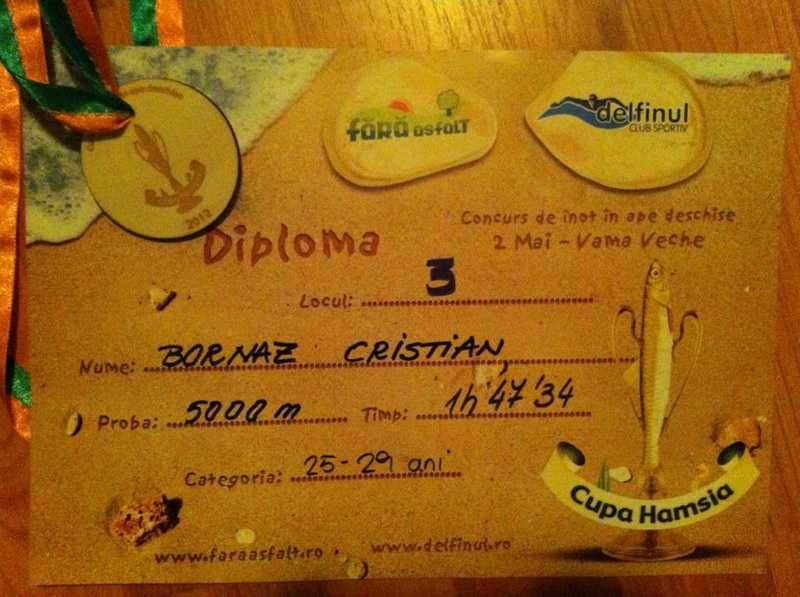 fără asfalt
delfinul
CLUB SPORTIV
2012
Diploma
Concurs de înot în ape deschise
2 Mai - Vama Veche
Locul: 3
Nume: BORNAZ CRISTIAN
Proba: 5000 m Timp: 1h 47'34
Categoria: 25-29 ani
Cupa Hamsia
www.faraasfalt.ro www.delfinul.ro